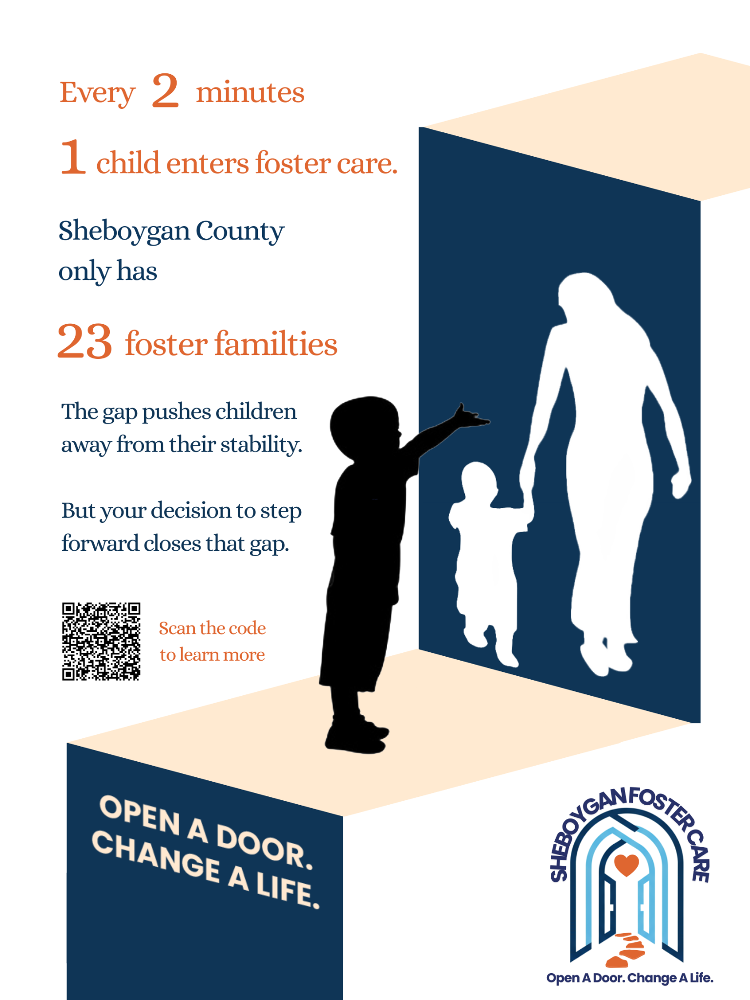 Every 2 minutes
1 child enters foster care.
Sheboygan County
only has
23 foster familties
The gap pushes children
away from their stability.
But your decision to step
forward closes that gap.
Scan the code
to learn more
OPEN A DOOR.
CHANGE A LIFE.
SHEBOYGAN FOSTER CARE
Open A Door. Change A Life.